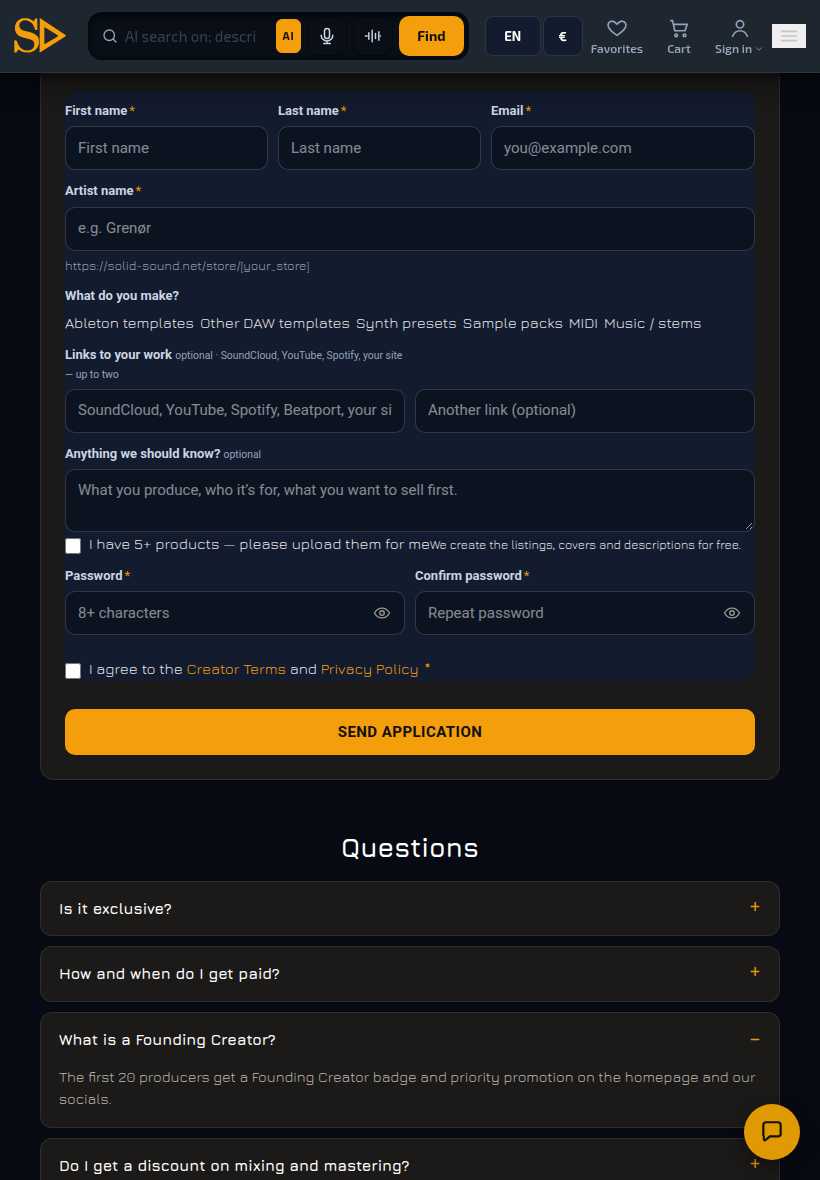 S
AI search on: descri AI Find EN € Favorites Cart Sign in
First name * Last name * Email *
First name Last name you@example.com
Artist name *
e.g. Grenør
https://solid-sound.net/store/[your_store]
What do you make?
Ableton templates Other DAW templates Synth presets Sample packs MIDI Music / stems
Links to your work optional · SoundCloud, YouTube, Spotify, your site
— up to two
SoundCloud, YouTube, Spotify, Beatport, your si Another link (optional)
Anything we should know? optional
What you produce, who it's for, what you want to sell first.
I have 5+ products — please upload them for meWe create the listings, covers and descriptions for free.
Password * Confirm password *
8+ characters Repeat password
I agree to the Creator Terms and Privacy Policy *
SEND APPLICATION
Questions
Is it exclusive? +
How and when do I get paid? +
What is a Founding Creator? −
The first 20 producers get a Founding Creator badge and priority promotion on the homepage and our
socials.
Do I get a discount on mixing and mastering? +